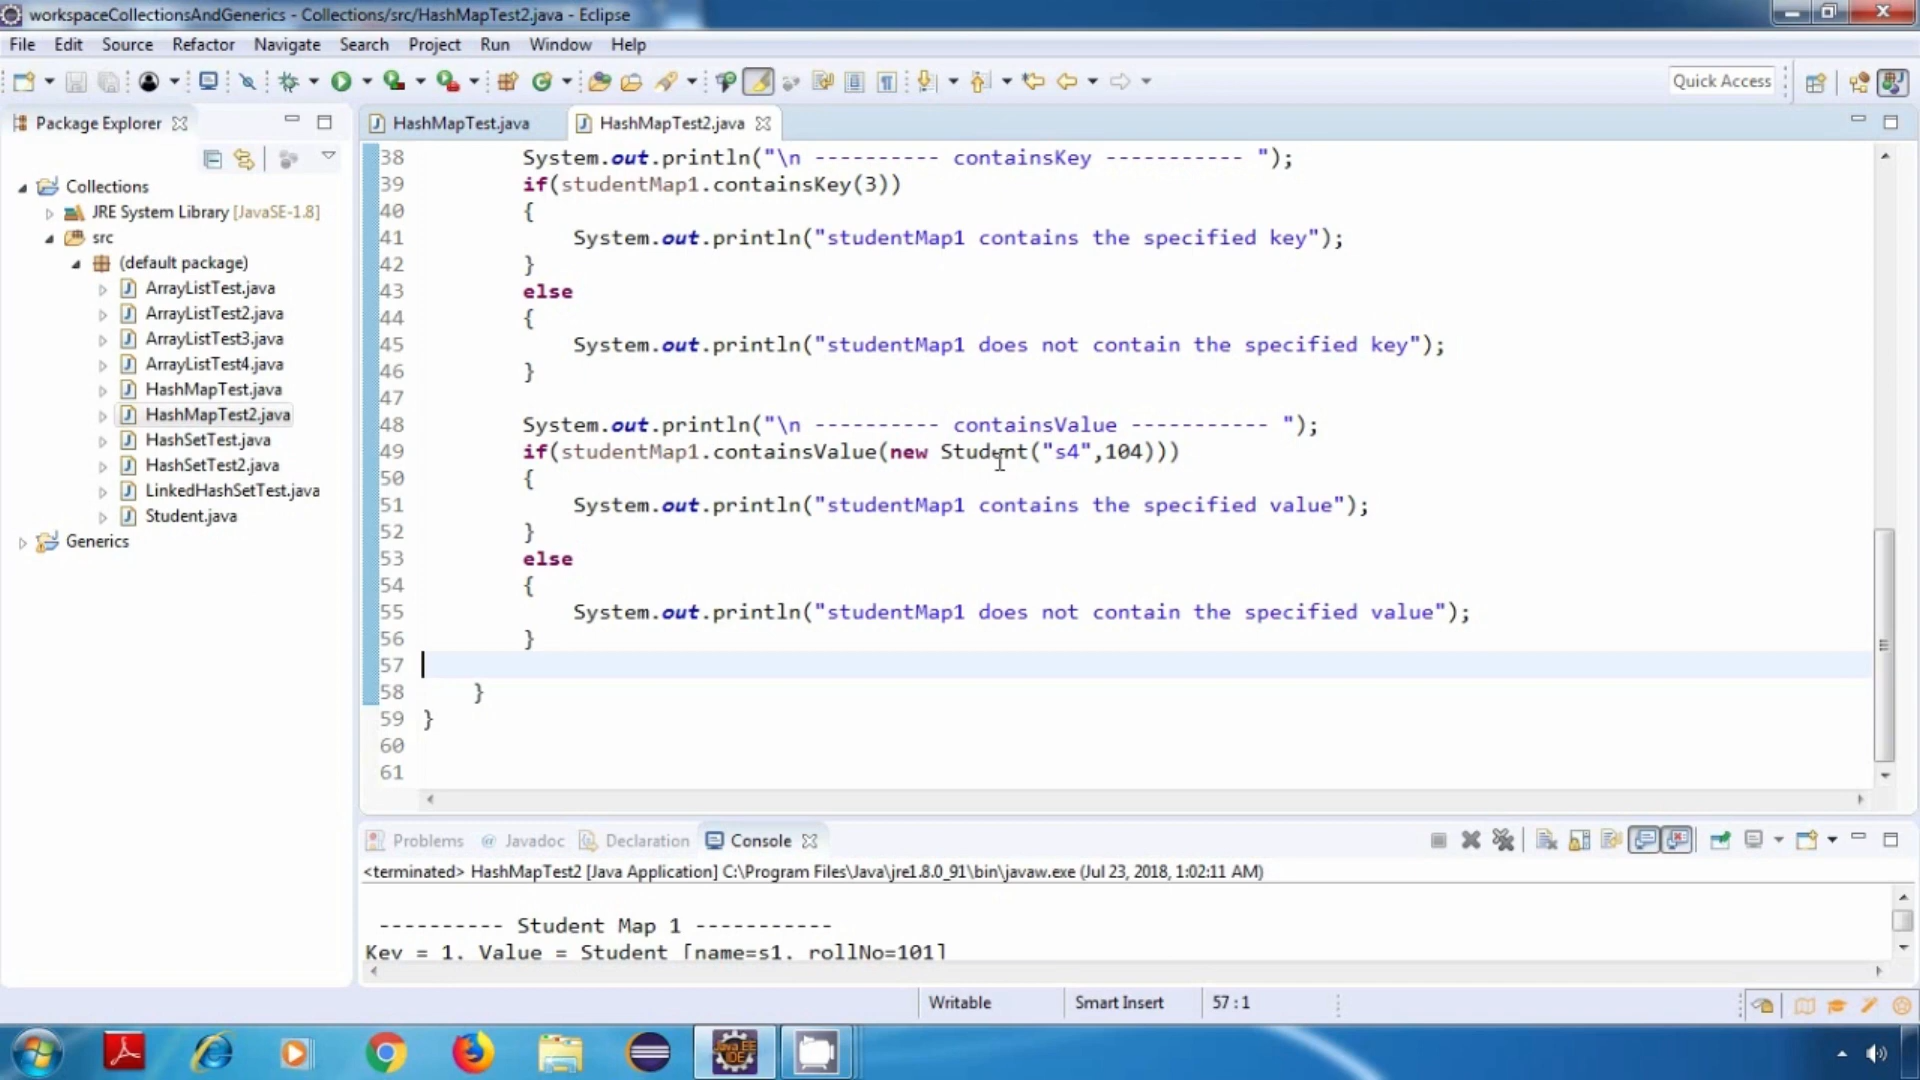 workspaceCollectionsAndGenerics - Collections/src/HashMapTest2.java - Eclipse
File Edit Source Refactor Navigate Search Project Run Window Help
Quick Access
Package Explorer
HashMapTest.java
HashMapTest2.java
Collections
JRE System Library [JavaSE-1.8]
src
(default package)
ArrayListTest.java
ArrayListTest2.java
ArrayListTest3.java
ArrayListTest4.java
HashMapTest.java
HashMapTest2.java
HashSetTest.java
HashSetTest2.java
LinkedHashSetTest.java
Student.java
Generics
38 System.out.println("\n ---------- containsKey ----------- ");
39 if(studentMap1.containsKey(3))
40 {
41 System.out.println("studentMap1 contains the specified key");
42 }
43 else
44 {
45 System.out.println("studentMap1 does not contain the specified key");
46 }
47
48 System.out.println("\n ---------- containsValue ----------- ");
49 if(studentMap1.containsValue(new Student("s4",104)))
50 {
51 System.out.println("studentMap1 contains the specified value");
52 }
53 else
54 {
55 System.out.println("studentMap1 does not contain the specified value");
56 }
57
58 }
59 }
60
61
Problems @ Javadoc Declaration Console
<terminated> HashMapTest2 [Java Application] C:\Program Files\Java\jre1.8.0_91\bin\javaw.exe (Jul 23, 2018, 1:02:11 AM)
---------- Student Map 1 -----------
Key = 1, Value = Student [name=s1, rollNo=101]
Writable Smart Insert 57 : 1
Java EE
IDE